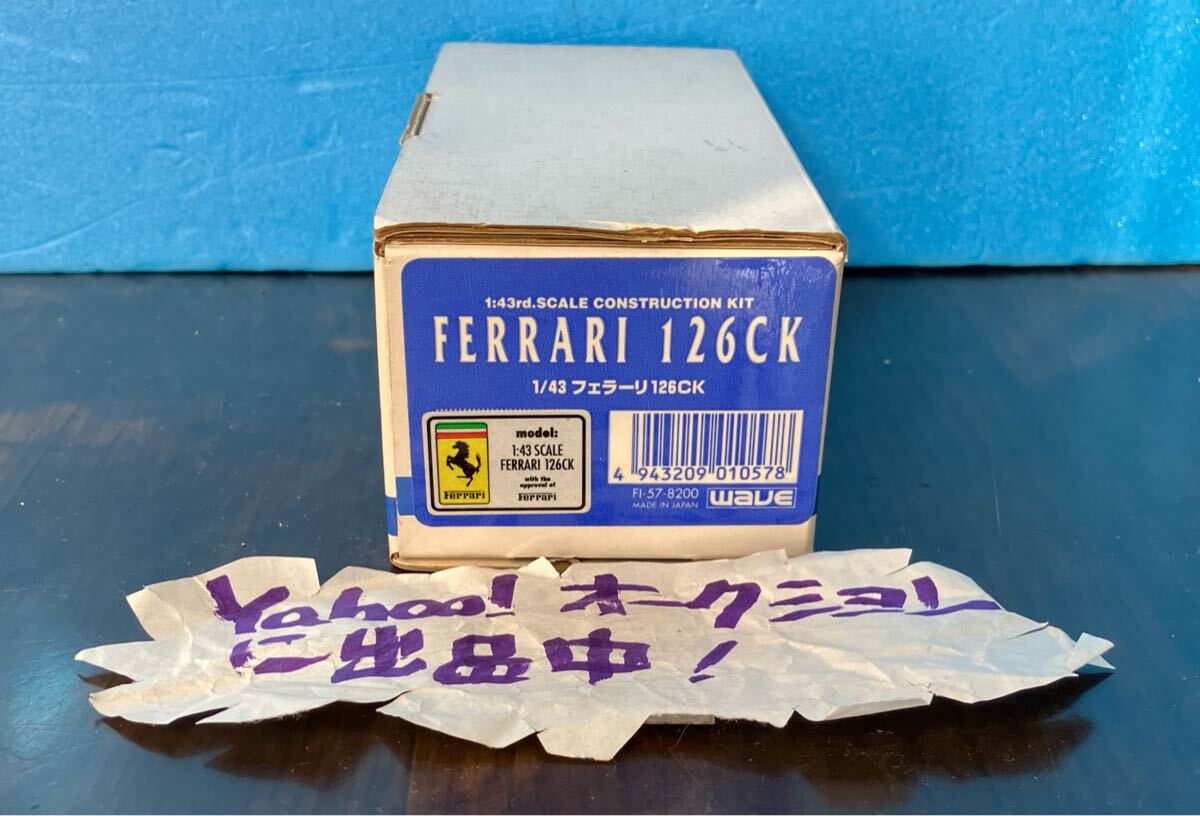 1:43rd.SCALE CONSTRUCTION KIT
FERRARI 126CK
1/43 フェラーリ126CK
model:
1:43 SCALE
FERRARI 126CK
with the
approval of
Ferrari
Ferrari
4 943209 010578
FI-57-8200
MADE IN JAPAN
WAVE
Yahoo! オークション
に出品中!